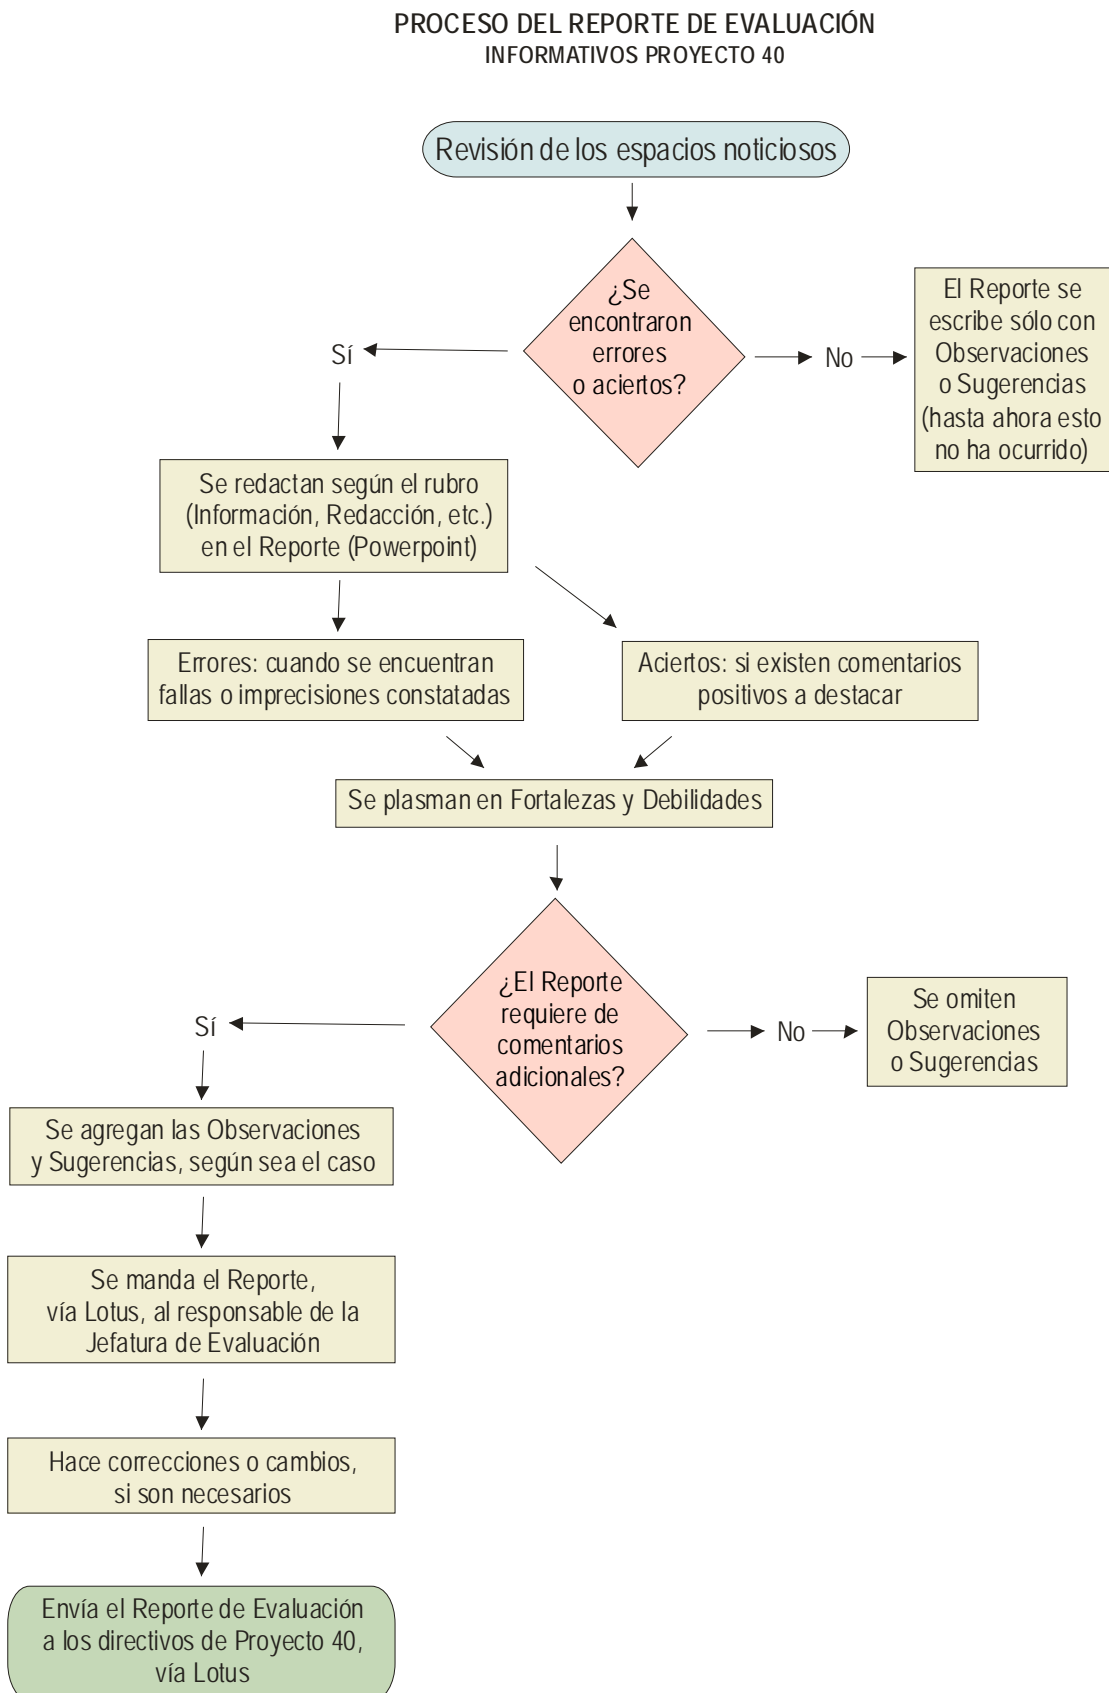 PROCESO DEL REPORTE DE EVALUACIÓN
INFORMATIVOS PROYECTO 40
Revisión de los espacios noticiosos
¿Se
encontraron
errores
o aciertos?
Sí
No
El Reporte se
escribe sólo con
Observaciones
o Sugerencias
(hasta ahora esto
no ha ocurrido)
Se redactan según el rubro
(Información, Redacción, etc.)
en el Reporte (Powerpoint)
Errores: cuando se encuentran
fallas o imprecisiones constatadas
Aciertos: si existen comentarios
positivos a destacar
Se plasman en Fortalezas y Debilidades
¿El Reporte
requiere de
comentarios
adicionales?
Sí
No
Se omiten
Observaciones
o Sugerencias
Se agregan las Observaciones
y Sugerencias, según sea el caso
Se manda el Reporte,
vía Lotus, al responsable de la
Jefatura de Evaluación
Hace correcciones o cambios,
si son necesarios
Envía el Reporte de Evaluación
a los directivos de Proyecto 40,
vía Lotus